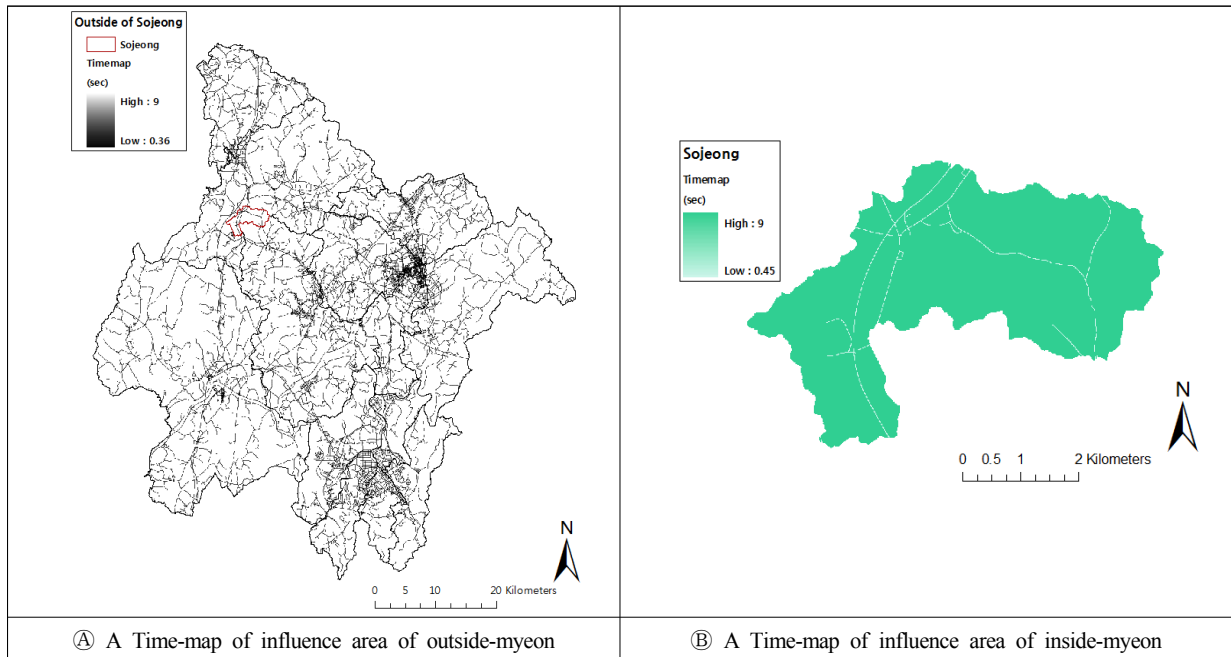 Outside of Sojeong
Sojeong
Timemap
(sec)
High : 9
Low : 0.36
N
0 5 10 20 Kilometers
Sojeong
Timemap
(sec)
High : 9
Low : 0.45
N
0 0.5 1 2 Kilometers
Ⓐ A Time-map of influence area of outside-myeon
Ⓑ A Time-map of influence area of inside-myeon